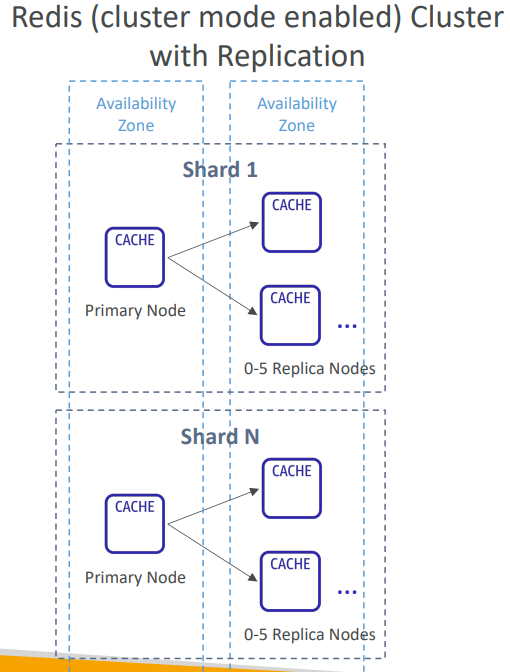 Redis (cluster mode enabled) Cluster
with Replication
Availability
Zone
Availability
Zone
Shard 1
CACHE
CACHE
Primary Node
CACHE
...
0-5 Replica Nodes
Shard N
CACHE
CACHE
Primary Node
CACHE
...
0-5 Replica Nodes